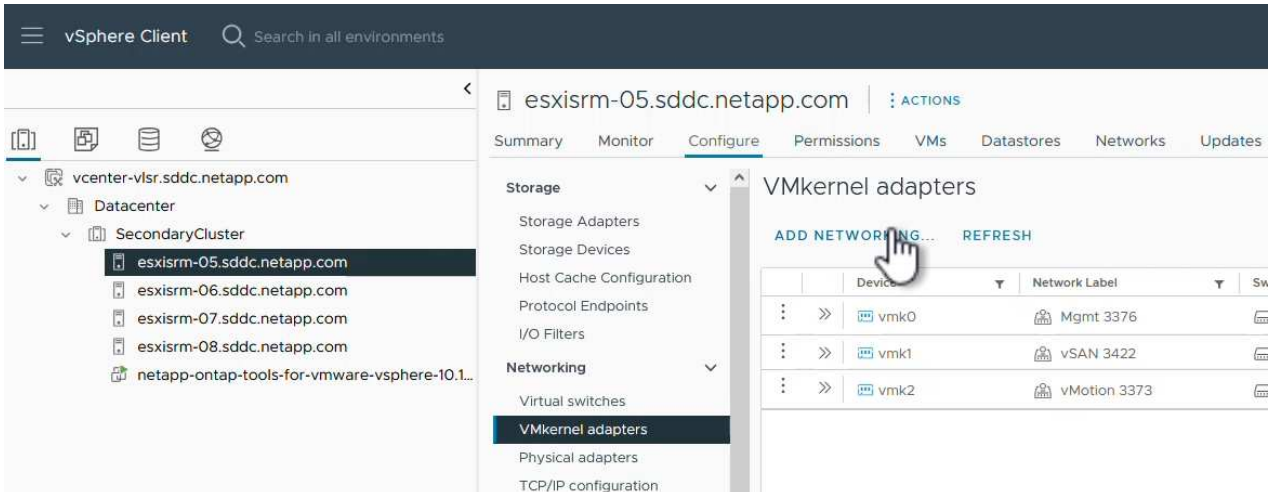 vSphere Client Search in all environments
esxisrm-05.sddc.netapp.com ACTIONS
Summary Monitor Configure Permissions VMs Datastores Networks Updates
vcenter-vlsr.sddc.netapp.com
Datacenter
SecondaryCluster
esxisrm-05.sddc.netapp.com
esxisrm-06.sddc.netapp.com
esxisrm-07.sddc.netapp.com
esxisrm-08.sddc.netapp.com
netapp-ontap-tools-for-vmware-vsphere-10.1...
Storage
Storage Adapters
Storage Devices
Host Cache Configuration
Protocol Endpoints
I/O Filters
Networking
Virtual switches
VMkernel adapters
Physical adapters
TCP/IP configuration
VMkernel adapters
ADD NETWORKING... REFRESH
Device Network Label Sw
vmk0 Mgmt 3376
vmk1 vSAN 3422
vmk2 vMotion 3373